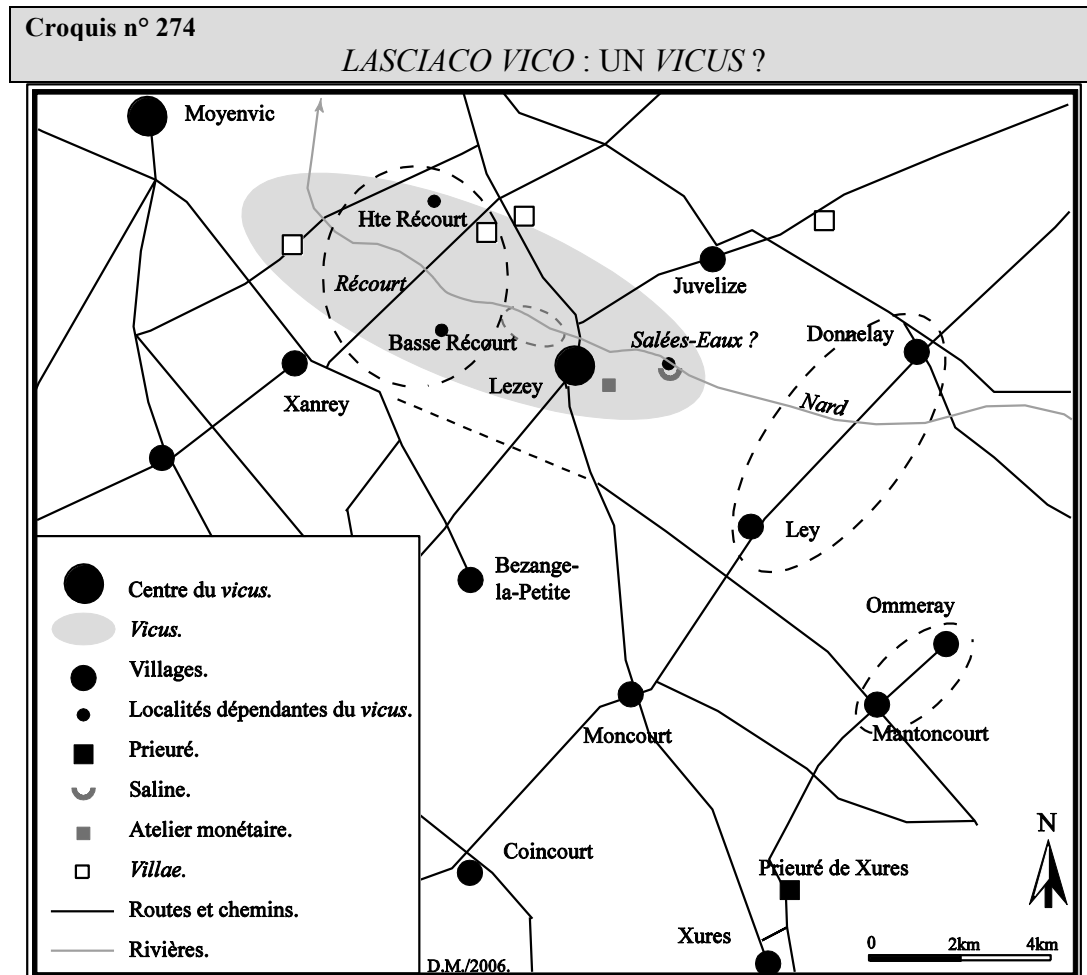 Croquis n° 274
LASCIACO VICO : UN VICUS ?
Moyenvic
Hte Récourt
Récourt
Juvelize
Basse Récourt
Salées-Eaux ?
Donnelay
Lezey
Xanrey
Nard
Ley
Bezange-
la-Petite
Ommeray
Moncourt
Mantoncourt
Coincourt
Prieuré de Xures
Xures
Centre du vicus.
Vicus.
Villages.
Localités dépendantes du vicus.
Prieuré.
Saline.
Atelier monétaire.
Villae.
Routes et chemins.
Rivières.
D.M./2006.
N
0 2km 4km